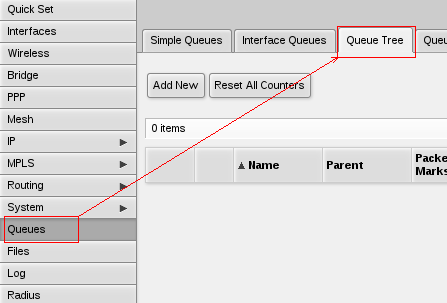 Quick Set
Interfaces
Wireless
Bridge
PPP
Mesh
IP
MPLS
Routing
System
Queues
Files
Log
Radius
Simple Queues Interface Queues Queue Tree Queu
Add New Reset All Counters
0 items
▲ Name Parent Packe
Marks